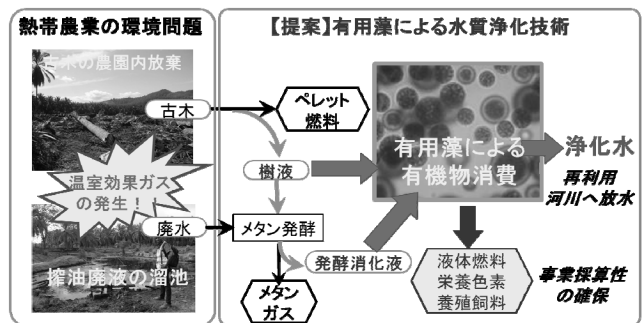 熱帯農業の環境問題
古木の農園内放棄
古木
温室効果ガス
の発生！
廃水
搾油廃液の溜池
【提案】有用藻による水質浄化技術
ペレット
燃料
樹液
メタン発酵
発酵消化液
メタン
ガス
有用藻による
有機物消費
浄化水
再利用
河川へ放水
液体燃料
栄養色素
養殖飼料
事業採算性
の確保